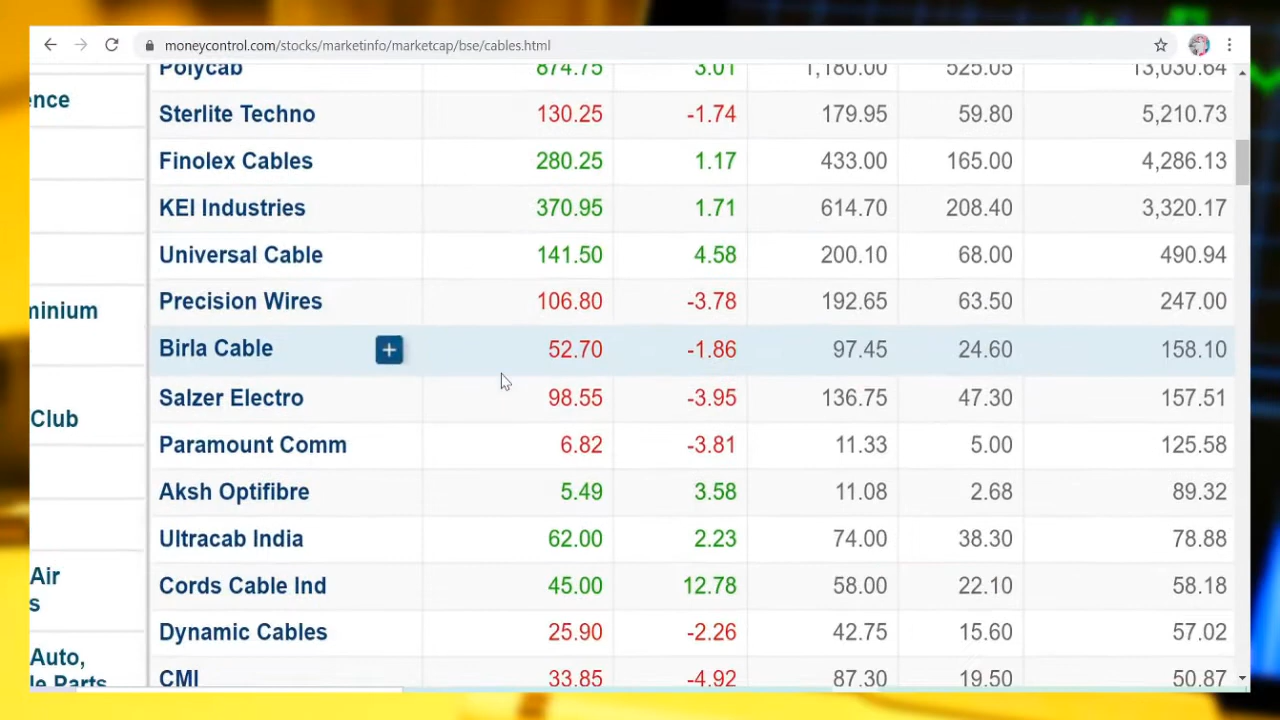 moneycontrol.com/stocks/marketinfo/marketcap/bse/cables.html
Polycab 874.75 3.01 1,180.00 525.05 13,030.64
ence
Sterlite Techno 130.25 -1.74 179.95 59.80 5,210.73
Finolex Cables 280.25 1.17 433.00 165.00 4,286.13
KEI Industries 370.95 1.71 614.70 208.40 3,320.17
Universal Cable 141.50 4.58 200.10 68.00 490.94
minium
Precision Wires 106.80 -3.78 192.65 63.50 247.00
Birla Cable + 52.70 -1.86 97.45 24.60 158.10
Salzer Electro 98.55 -3.95 136.75 47.30 157.51
Club
Paramount Comm 6.82 -3.81 11.33 5.00 125.58
Aksh Optifibre 5.49 3.58 11.08 2.68 89.32
Ultracab India 62.00 2.23 74.00 38.30 78.88
Air
s
Cords Cable Ind 45.00 12.78 58.00 22.10 58.18
Dynamic Cables 25.90 -2.26 42.75 15.60 57.02
Auto,
le Parts
CMI 33.85 -4.92 87.30 19.50 50.87